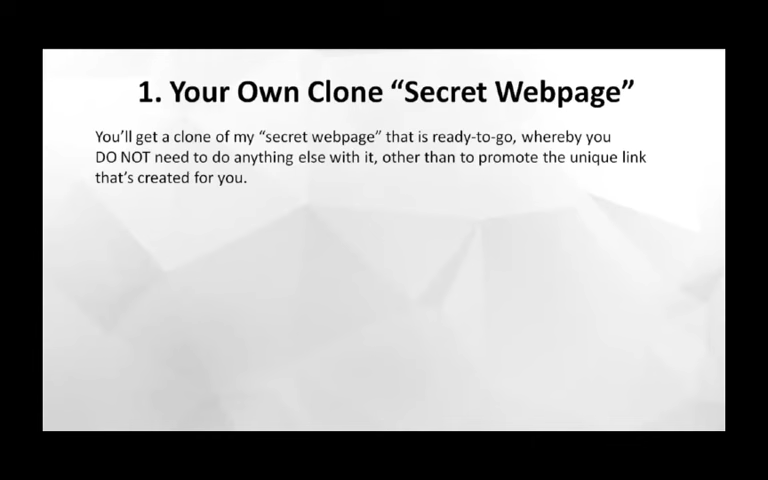 1. Your Own Clone “Secret Webpage”
You’ll get a clone of my “secret webpage” that is ready-to-go, whereby you
DO NOT need to do anything else with it, other than to promote the unique link
that’s created for you.